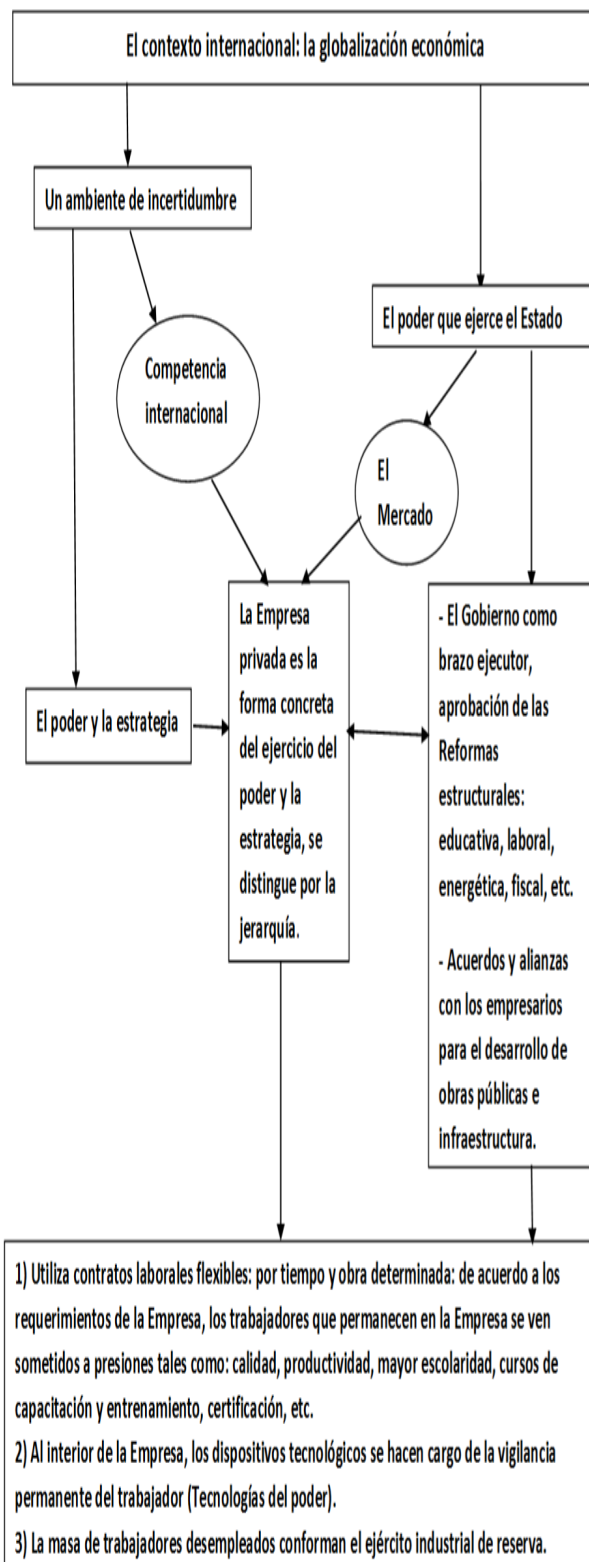 El contexto internacional: la globalización económica
Un ambiente de incertidumbre
El poder que ejerce el Estado
Competencia
internacional
El
Mercado
La Empresa
privada es la
forma concreta
del ejercicio del
poder y la
estrategia, se
distingue por la
jerarquía.
- El Gobierno como
brazo ejecutor,
aprobación de las
Reformas
estructurales:
educativa, laboral,
energética, fiscal, etc.
- Acuerdos y alianzas
con los empresarios
para el desarrollo de
obras públicas e
infraestructura.
El poder y la estrategia
1) Utiliza contratos laborales flexibles: por tiempo y obra determinada: de acuerdo a los
requerimientos de la Empresa, los trabajadores que permanecen en la Empresa se ven
sometidos a presiones tales como: calidad, productividad, mayor escolaridad, cursos de
capacitación y entrenamiento, certificación, etc.
2) Al interior de la Empresa, los dispositivos tecnológicos se hacen cargo de la vigilancia
permanente del trabajador (Tecnologías del poder).
3) La masa de trabajadores desempleados conforman el ejército industrial de reserva.